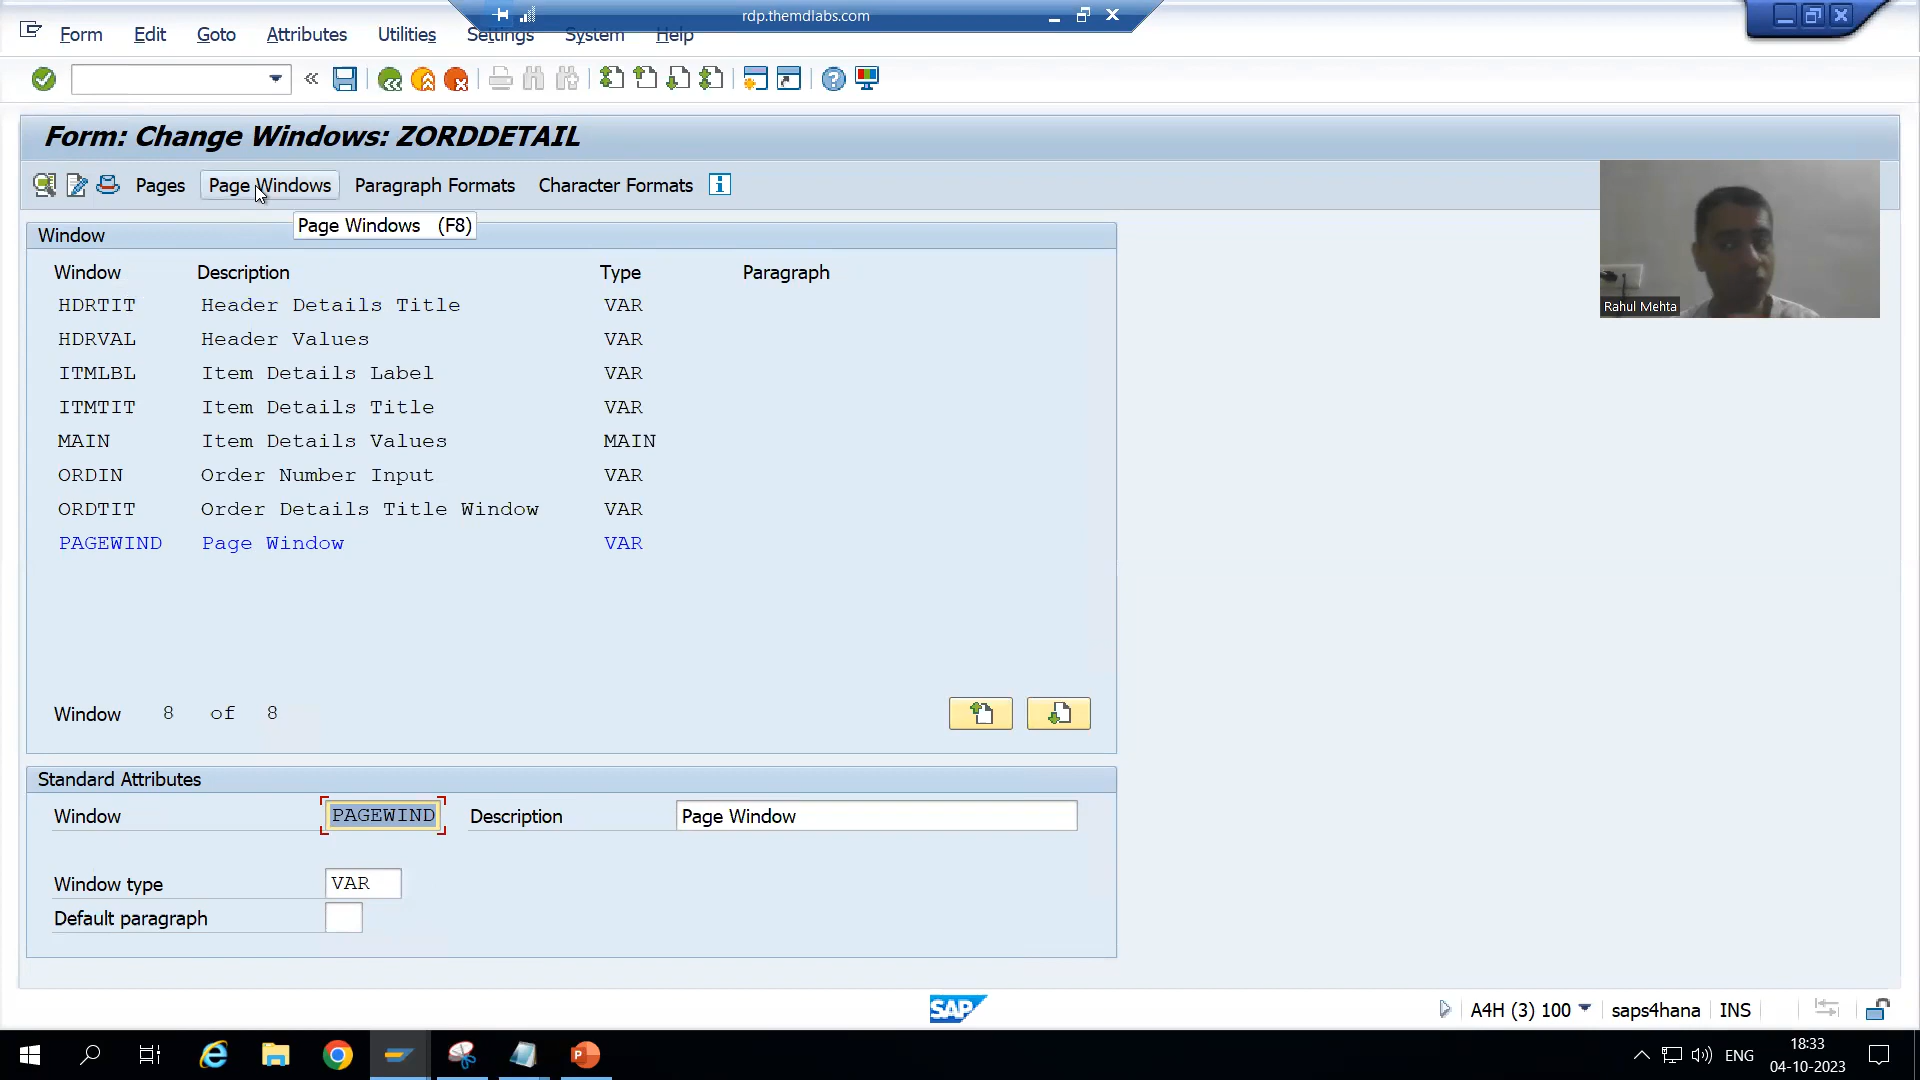 rdp.themdlabs.com
Form Edit Goto Attributes Utilities Settings System Help
Form: Change Windows: ZORDDETAIL
Pages Page Windows Paragraph Formats Character Formats
Page Windows (F8)
Window
Window Description Type Paragraph
HDRTIT Header Details Title VAR
HDRVAL Header Values VAR
ITMLBL Item Details Label VAR
ITMTIT Item Details Title VAR
MAIN Item Details Values MAIN
ORDIN Order Number Input VAR
ORDTIT Order Details Title Window VAR
PAGEWIND Page Window VAR
Window 8 of 8
Standard Attributes
Window PAGEWIND Description Page Window
Window type VAR
Default paragraph
Rahul Mehta
SAP
A4H (3) 100 saps4hana INS
ENG
18:33
04-10-2023